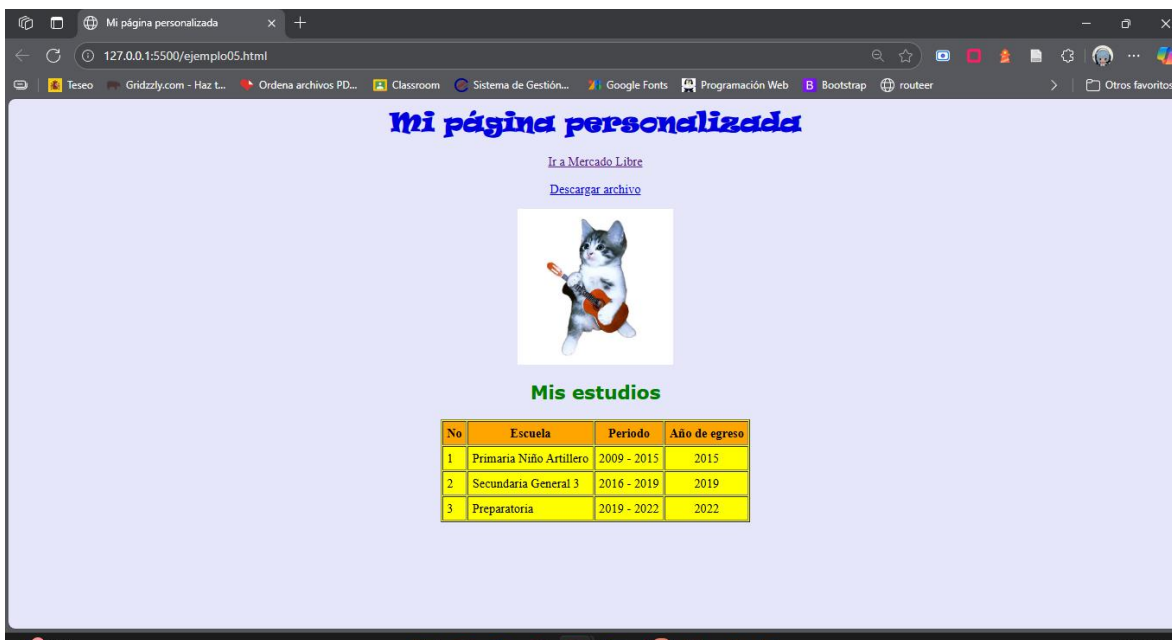 Mi página personalizada
127.0.0.1:5500/ejemplo05.html
Teseo Gridzzly.com - Haz t... Ordena archivos PD... Classroom Sistema de Gestión... Google Fonts Programación Web B Bootstrap routeer Otros favoritos
Mi página personalizada
Ir a Mercado Libre
Descargar archivo
Mis estudios
No Escuela Periodo Año de egreso
1 Primaria Niño Artillero 2009 - 2015 2015
2 Secundaria General 3 2016 - 2019 2019
3 Preparatoria 2019 - 2022 2022